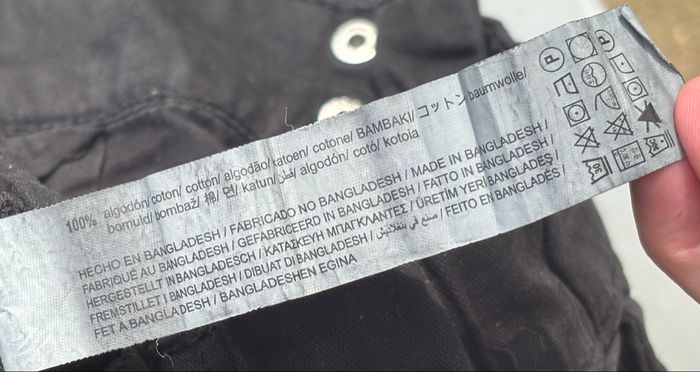 100% algodón/coton/ cotton/ algodão/katoen/ cotone/ ΒΑΜΒΑΚΙ/ コットン/baumwolle/
bomuld/bombaž/ 棉/ 면/ katun/ قطن/ algodón/ cotó/ kotoia
HECHO EN BANGLADESH / FABRICADO NO BANGLADESH / MADE IN BANGLADESH /
FABRIQUÉ AU BANGLADESH / GEFABRICEERD IN BANGLADESH / FATTO IN BANGLADESH /
HERGESTELLT IN BANGLADESCH / ΚΑΤΑΣΚΕΥΗ ΜΠΑΓΚΛΑΝΤΕΣ / ÜRETİM YERİ BANGLADEŞ /
FREMSTILLET I BANGLADESH / DIBUAT DI BANGLADESH / صنع في بنغلاديش / FEITO EN BANGLADÉS /
FET A BANGLADESH / BANGLADESHEN EGINA
P
P